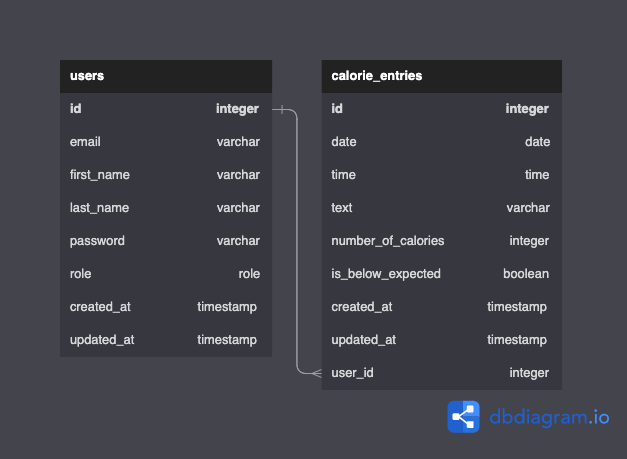 users
id integer
email varchar
first_name varchar
last_name varchar
password varchar
role role
created_at timestamp
updated_at timestamp
calorie_entries
id integer
date date
time time
text varchar
number_of_calories integer
is_below_expected boolean
created_at timestamp
updated_at timestamp
user_id integer
dbdiagram.io